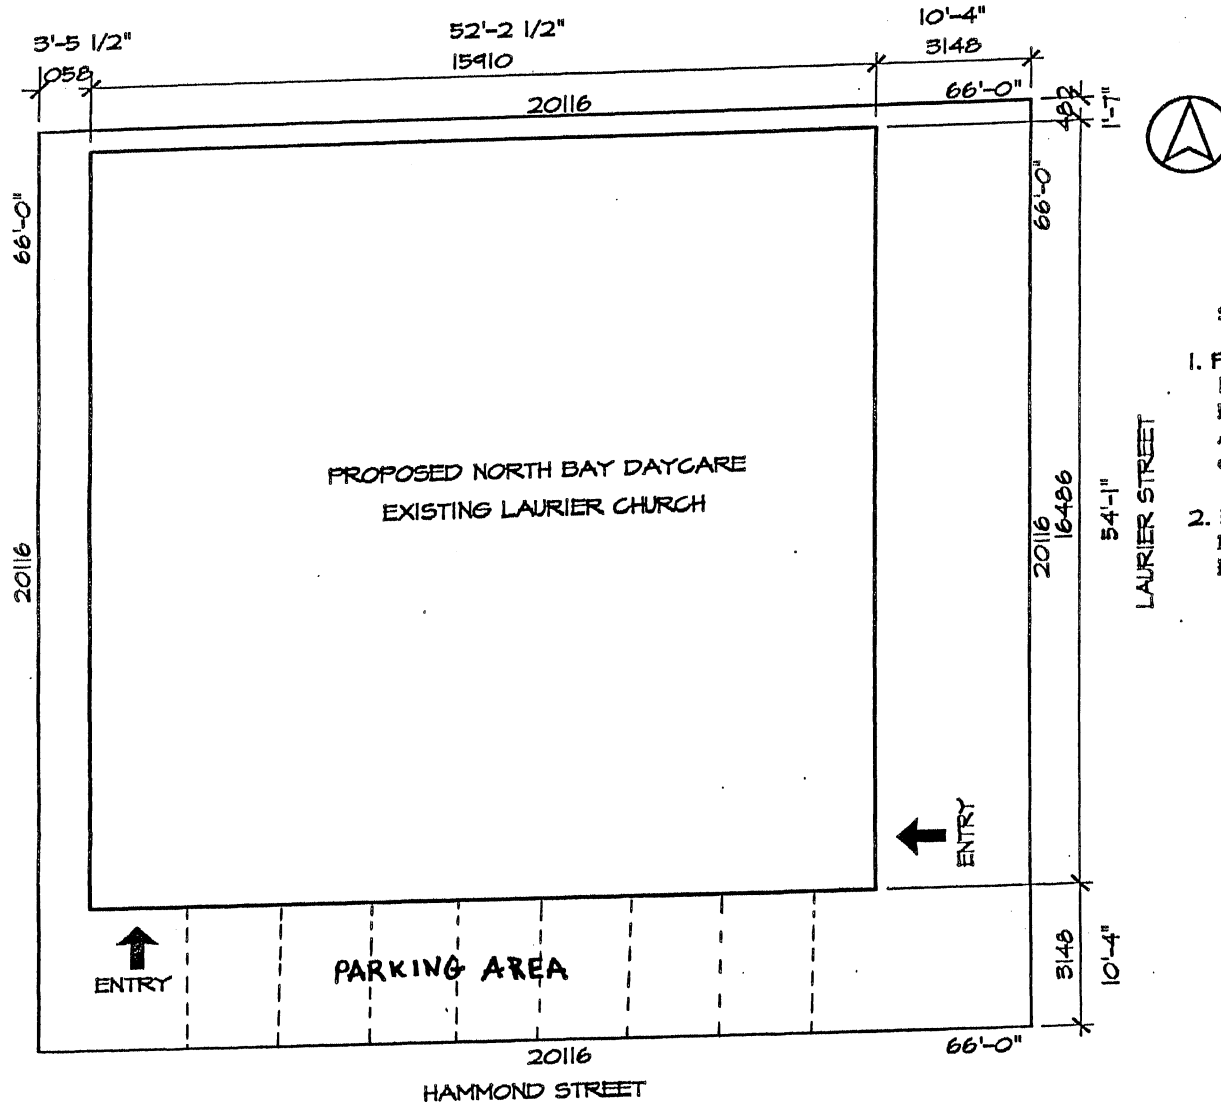 3'-5 1/2"
1058
52'-2 1/2"
15910
10'-4"
3148
20116
66'-0"
482
1'-7"
66'-0"
66'-0"
20116
PROPOSED NORTH BAY DAYCARE
EXISTING LAURIER CHURCH
20116
16486
54'-1"
LAURIER STREET
1. F
2.
ENTRY
ENTRY
PARKING AREA
3148
10'-4"
20116
66'-0"
HAMMOND STREET